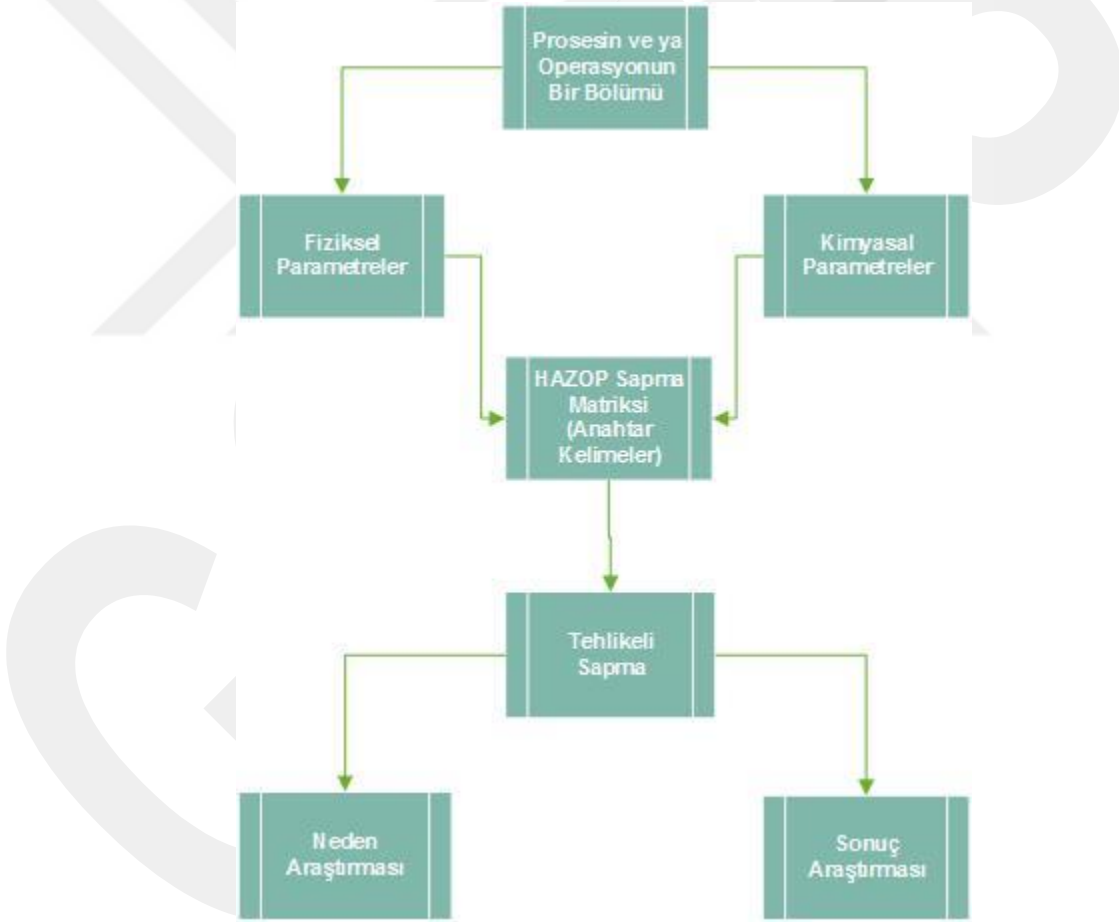 Prosesin ve ya
Operasyonun
Bir Bölümü
Fiziksel
Parametreler
Kimyasal
Parametreler
HAZOP Sapma
Matriksi
(Anahtar
Kelimeler)
Tehlikeli
Sapma
Neden
Araştırması
Sonuç
Araştırması